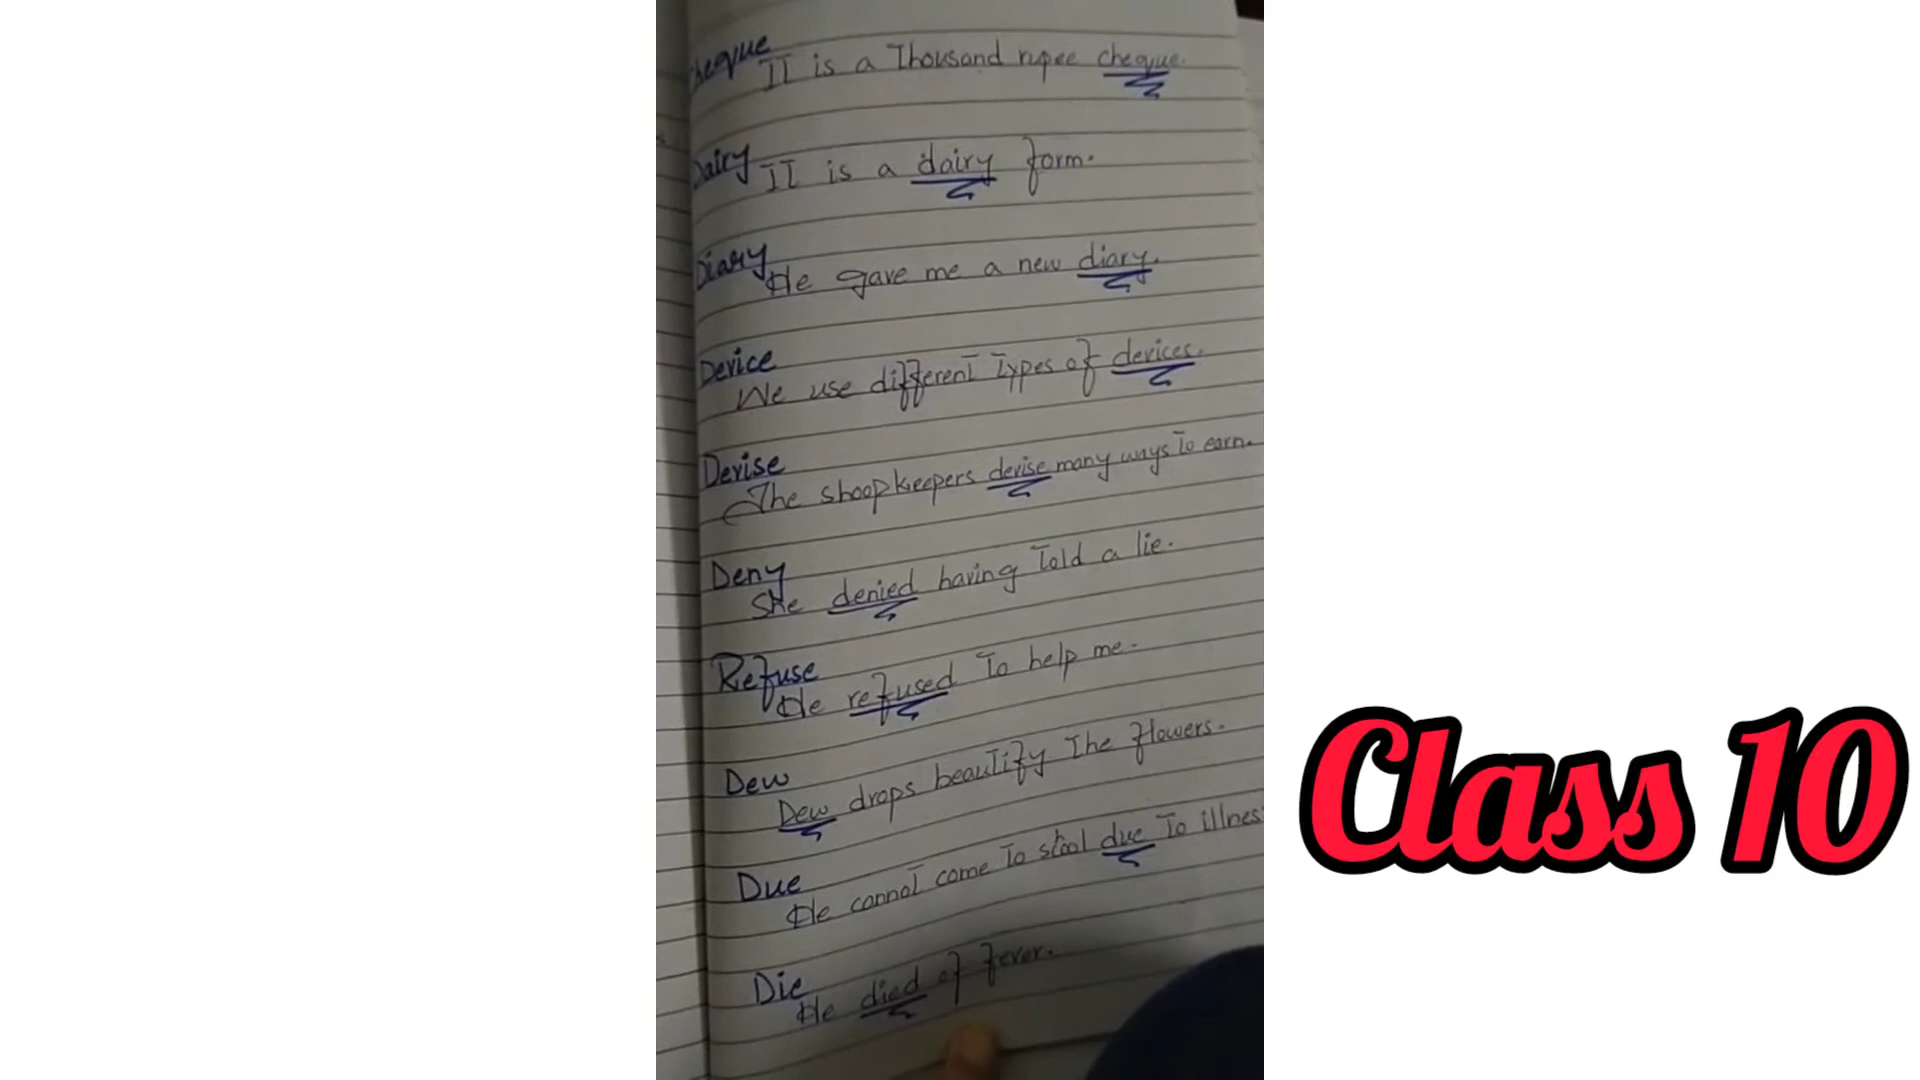 Cheque
It is a Thousand rupee cheque.
Dairy
It is a dairy form.
Diary
He gave me a new diary.
Device
We use different types of devices.
Devise
The shoopkeepers devise many ways to earn.
Deny
She denied having told a lie.
Refuse
He refused to help me.
Dew
Dew drops beautify the flowers.
Due
He cannot come to shool due to illnes
Die
He died of fever.
Class 10